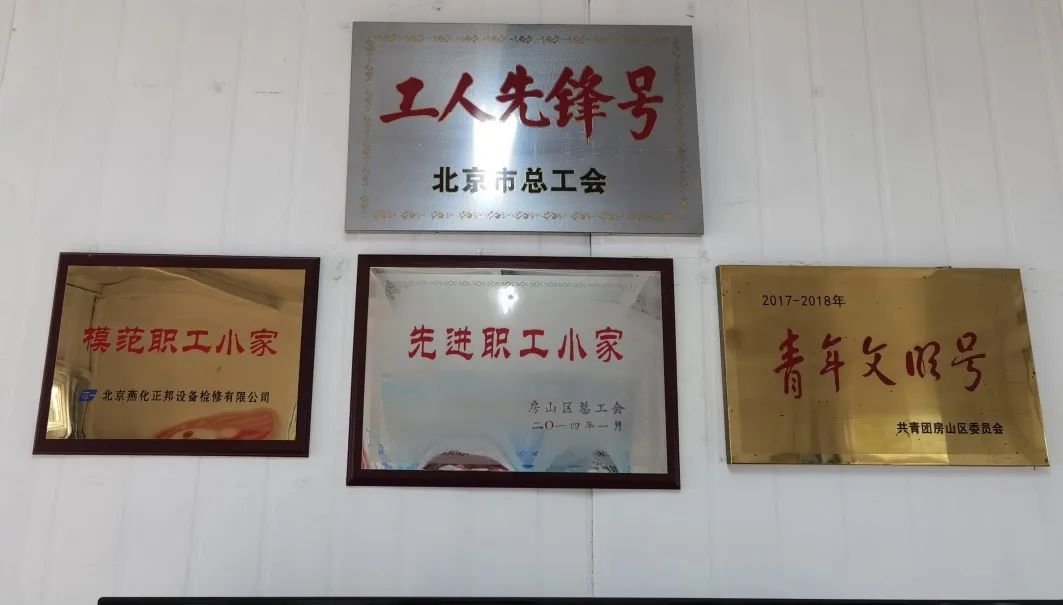 工人先锋号
北京市总工会
模范职工小家
北京燕化正邦设备检修有限公司
先进职工小家
房山区总工会
二〇一四年一月
2017-2018年
青年文明号
共青团房山区委员会